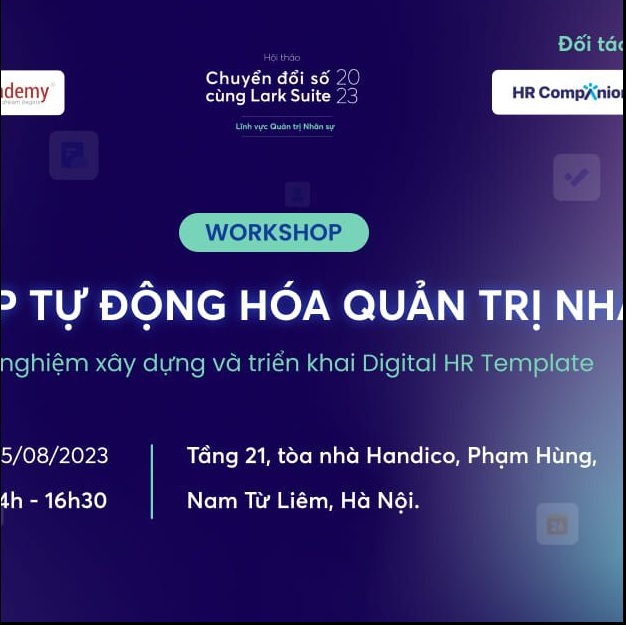 Đối tác
Hội thảo
Chuyển đổi số 20
cùng Lark Suite 23
Lĩnh vực Quản trị Nhân sự
demy
HR Companion
WORKSHOP
P TỰ ĐỘNG HÓA QUẢN TRỊ NHÂ
nghiệm xây dựng và triển khai Digital HR Template
5/08/2023
4h - 16h30
Tầng 21, tòa nhà Handico, Phạm Hùng,
Nam Từ Liêm, Hà Nội.